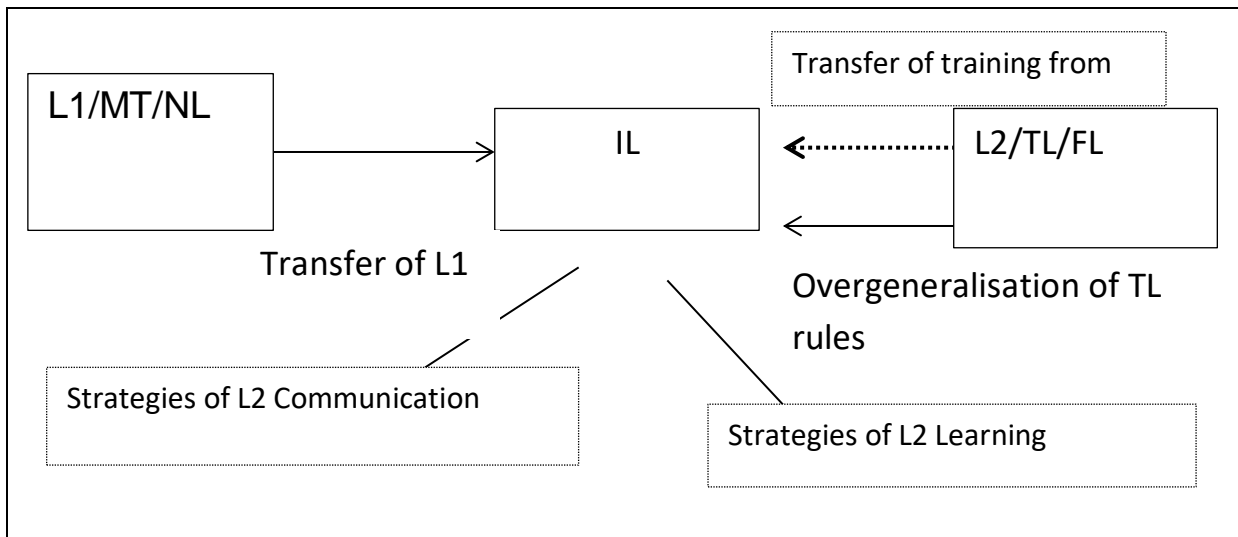 Transfer of training from
L1/MT/NL
IL
L2/TL/FL
Transfer of L1
Overgeneralisation of TL
rules
Strategies of L2 Communication
Strategies of L2 Learning